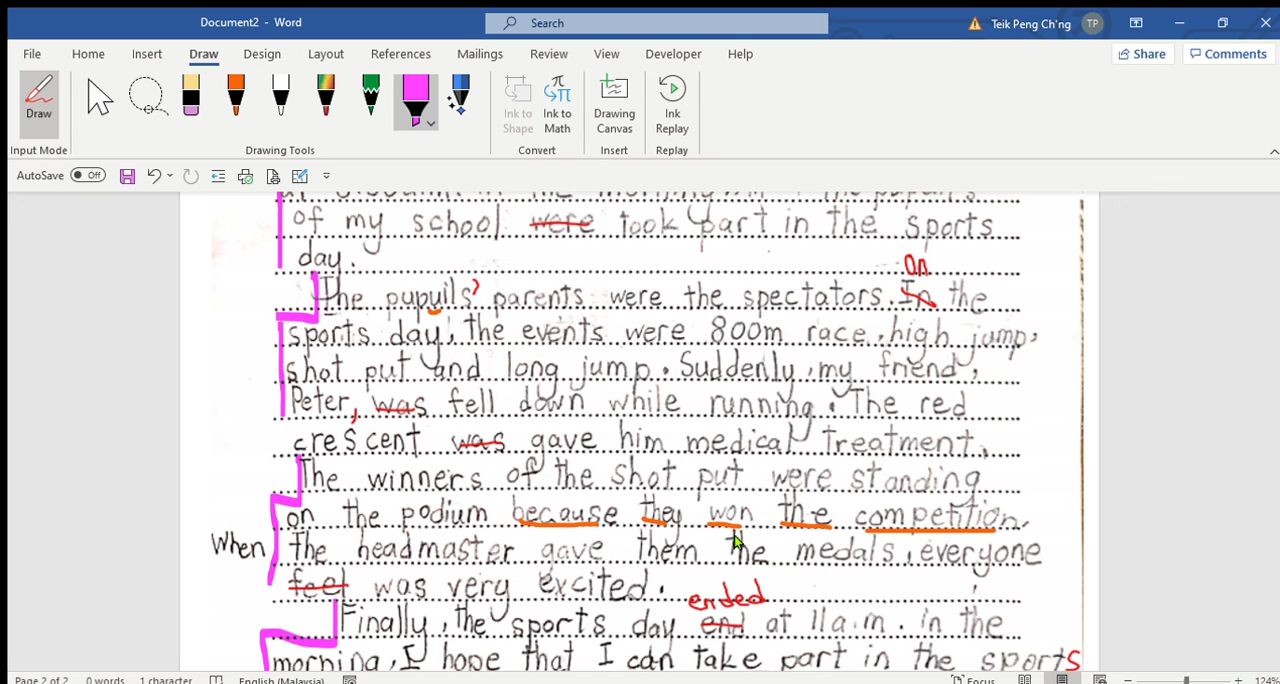 Document2 - Word
Search
Teik Peng Ch'ng
TP
File Home Insert Draw Design Layout References Mailings Review View Developer Help
Share Comments
Draw
Ink to Shape
Ink to Math
Drawing Canvas
Ink Replay
Input Mode
Drawing Tools
Convert
Insert
Replay
AutoSave Off
of my school were took part in the sports
day.
On
The pupuils' parents were the spectators. In the
sports day, the events were 800m race, high jump,
shot put and long jump. Suddenly, my friend,
Peter, was fell down while running. The red
crescent was gave him medical treatment.
The winners of the shot put were standing
on the podium because they won the competition.
When the headmaster gave them the medals, everyone
feel was very excited.
ended
Finally, the sports day end at 11a.m. in the
morning, I hope that I can take part in the sports
Page 2 of 2 0 words 1 character English (Malaysia) Focus 124%